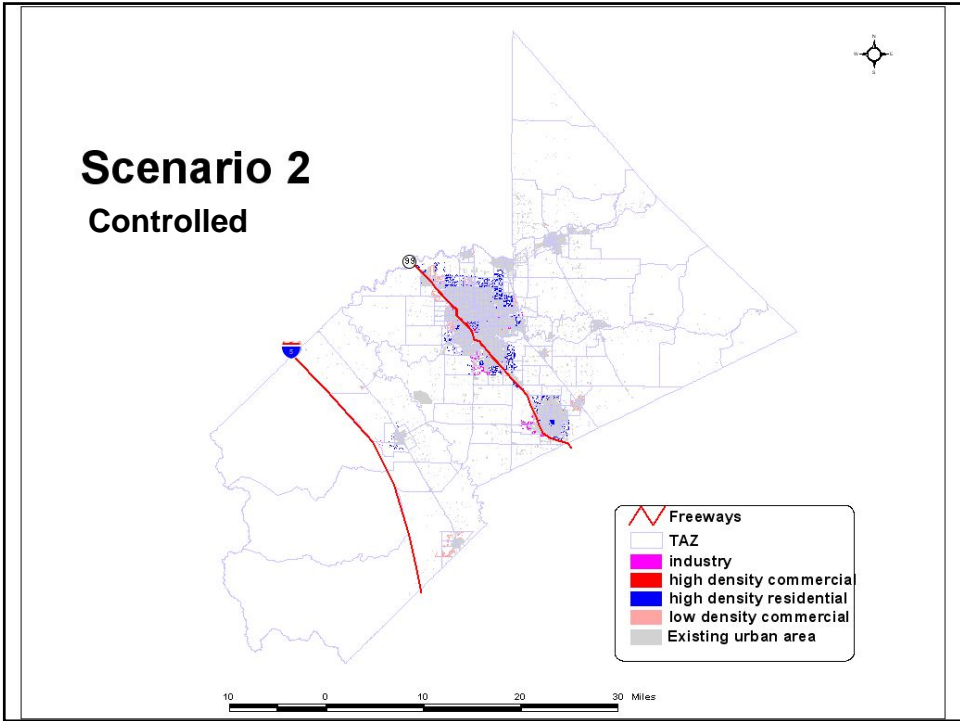 N
W
E
S
Scenario 2
Controlled
99
5
Freeways
TAZ
industry
high density commercial
high density residential
low density commercial
Existing urban area
10 0 10 20 30 Miles